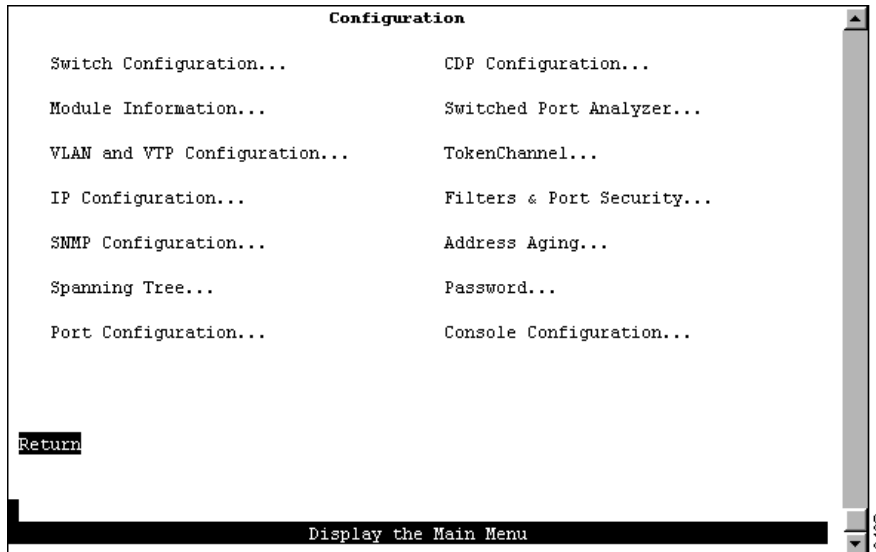 Configuration
Switch Configuration... CDP Configuration...
Module Information... Switched Port Analyzer...
VLAN and VTP Configuration... TokenChannel...
IP Configuration... Filters & Port Security...
SNMP Configuration... Address Aging...
Spanning Tree... Password...
Port Configuration... Console Configuration...
Return
Display the Main Menu